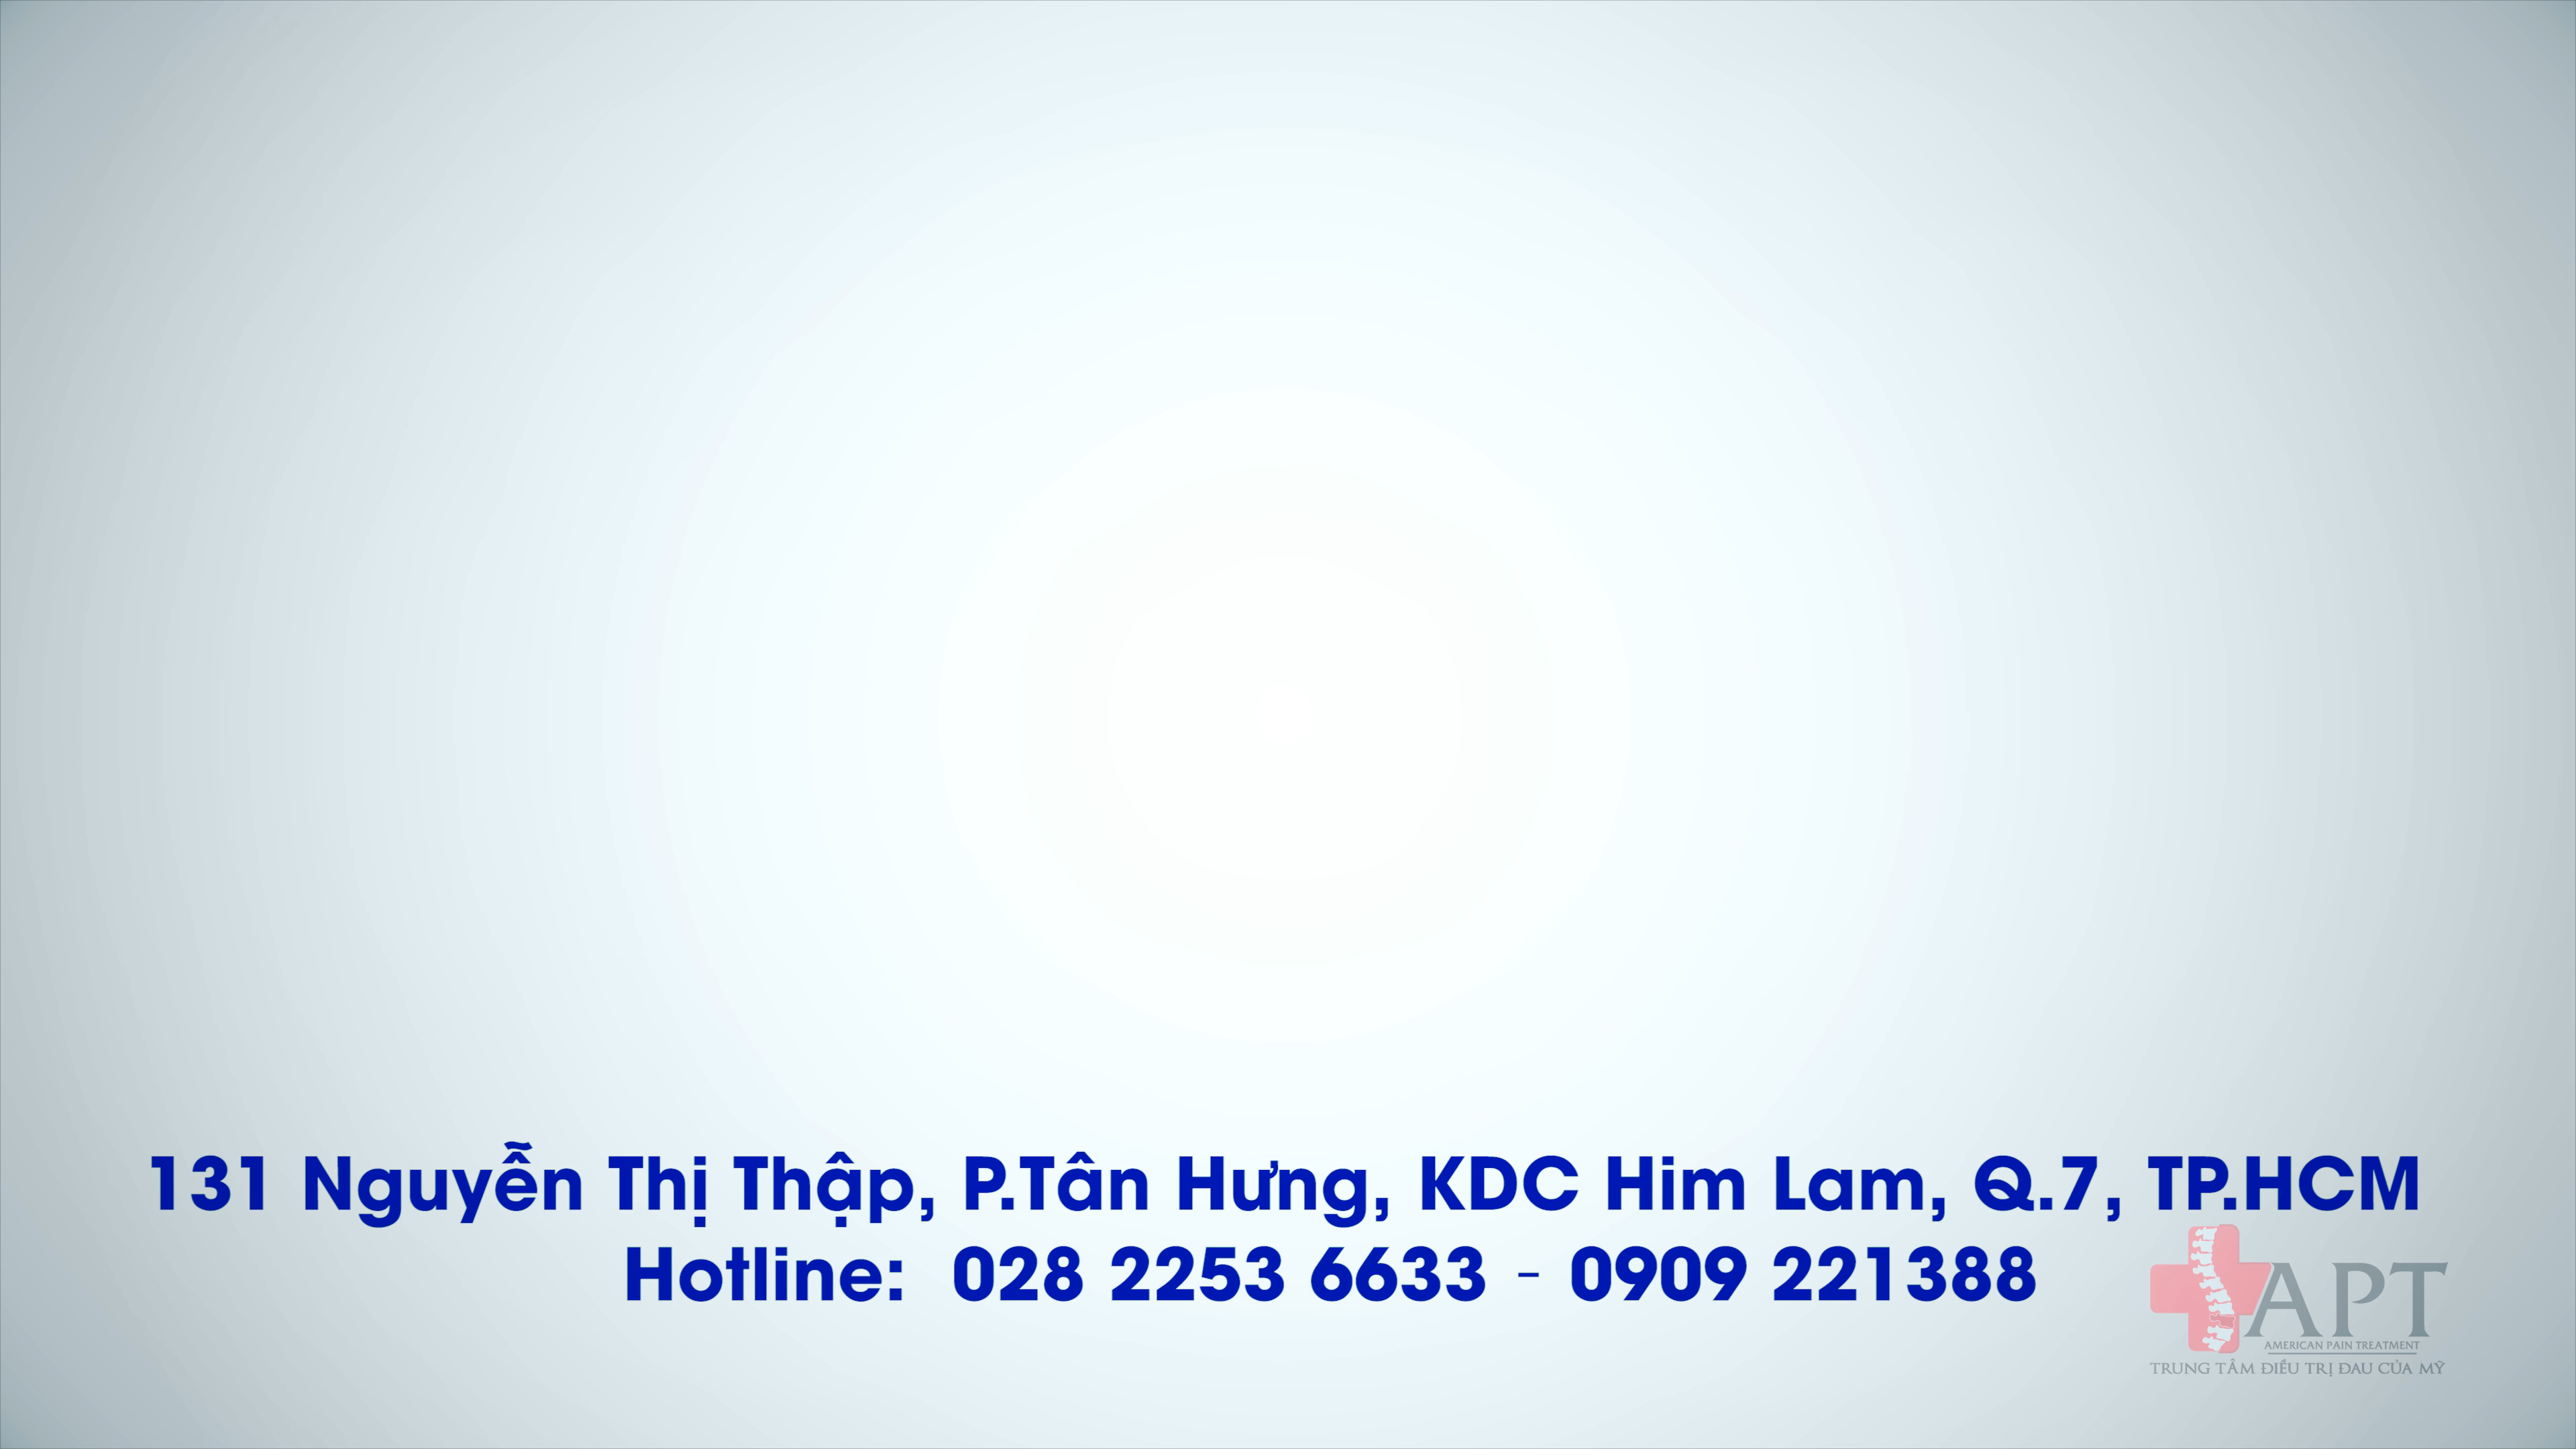 131 Nguyễn Thị Thập, P.Tân Hưng, KDC Him Lam, Q.7, TP.HCM
Hotline: 028 2253 6633 - 0909 221388
APT
AMERICAN PAIN TREATMENT
TRUNG TÂM ĐIỀU TRỊ ĐAU CỦA MỸ